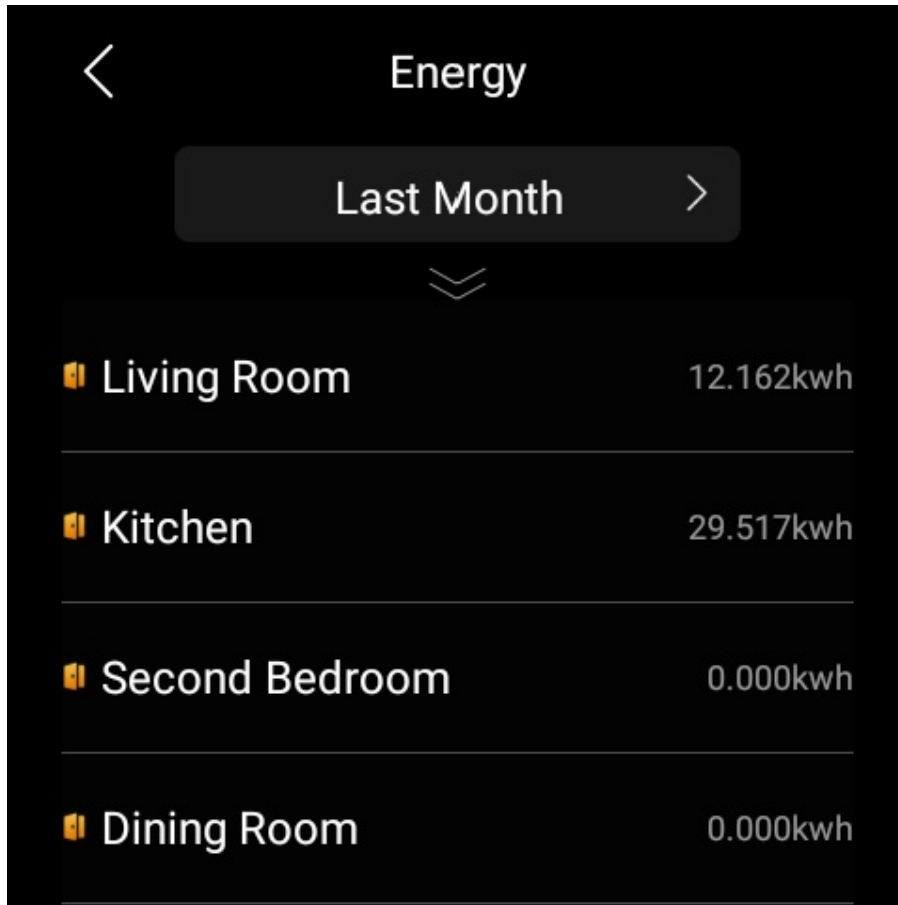 Energy
Last Month
Living Room 12.162kwh
Kitchen 29.517kwh
Second Bedroom 0.000kwh
Dining Room 0.000kwh